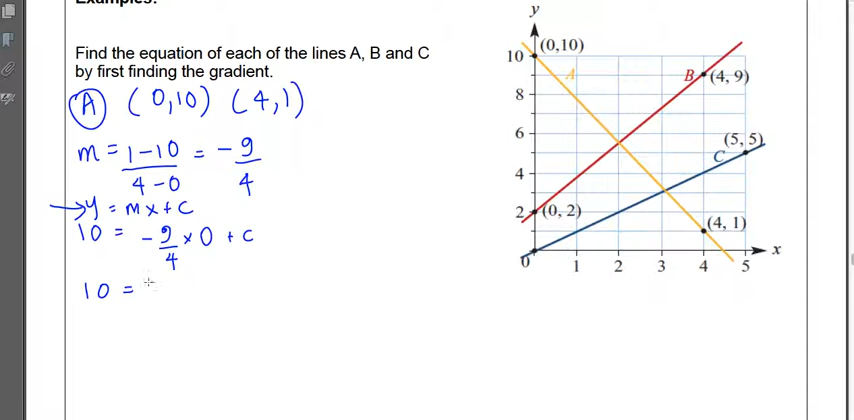 Examples:
Find the equation of each of the lines A, B and C
by first finding the gradient.
A (0,10) (4,1)
m = 1-10 / 4-0 = -9/4
→ y = mx+c
10 = -9/4 × 0 + c
10 =
y
10
8
6
4
2
0
1
2
3
4
5
x
(0,10)
A
B
(4, 9)
(5, 5)
C
(0, 2)
(4, 1)